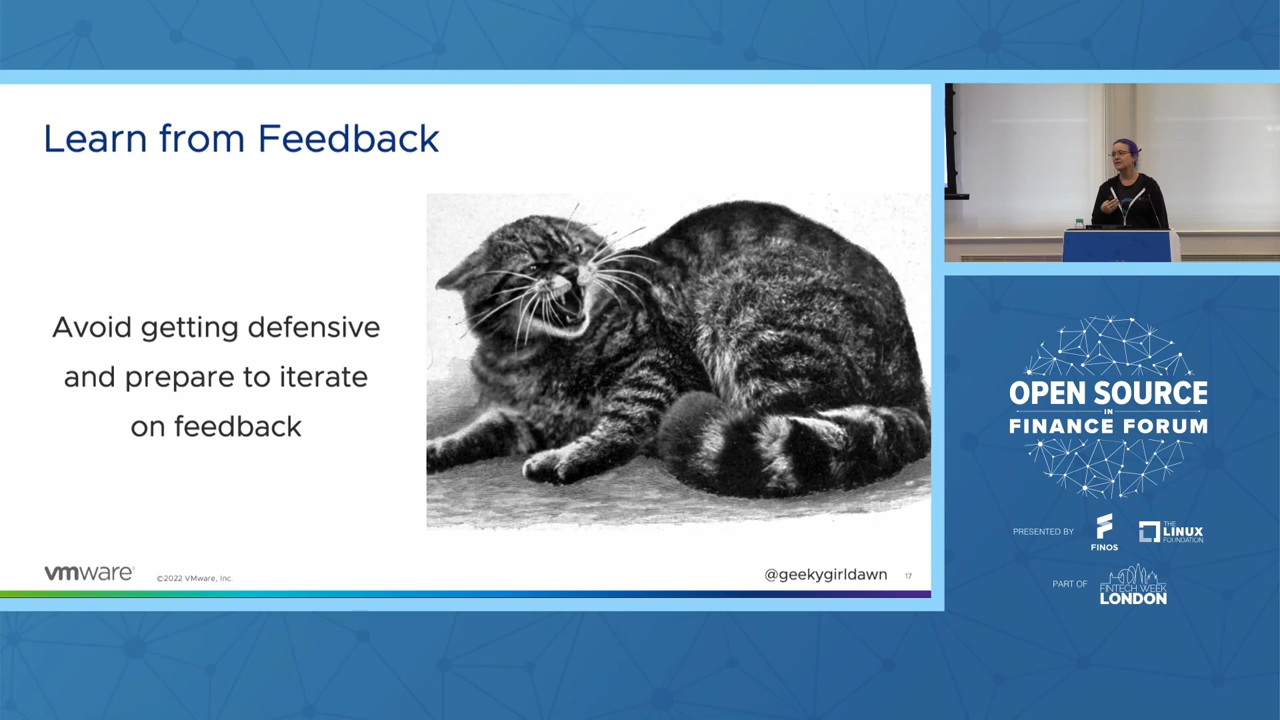 Learn from Feedback
Avoid getting defensive
and prepare to iterate
on feedback
vmware®
©2022 VMware, Inc.
@geekygirldawn
17
OPEN SOURCE
IN
FINANCE FORUM
PRESENTED BY
FINOS
THE
LINUX
FOUNDATION
PART OF
FINTECH WEEK
LONDON